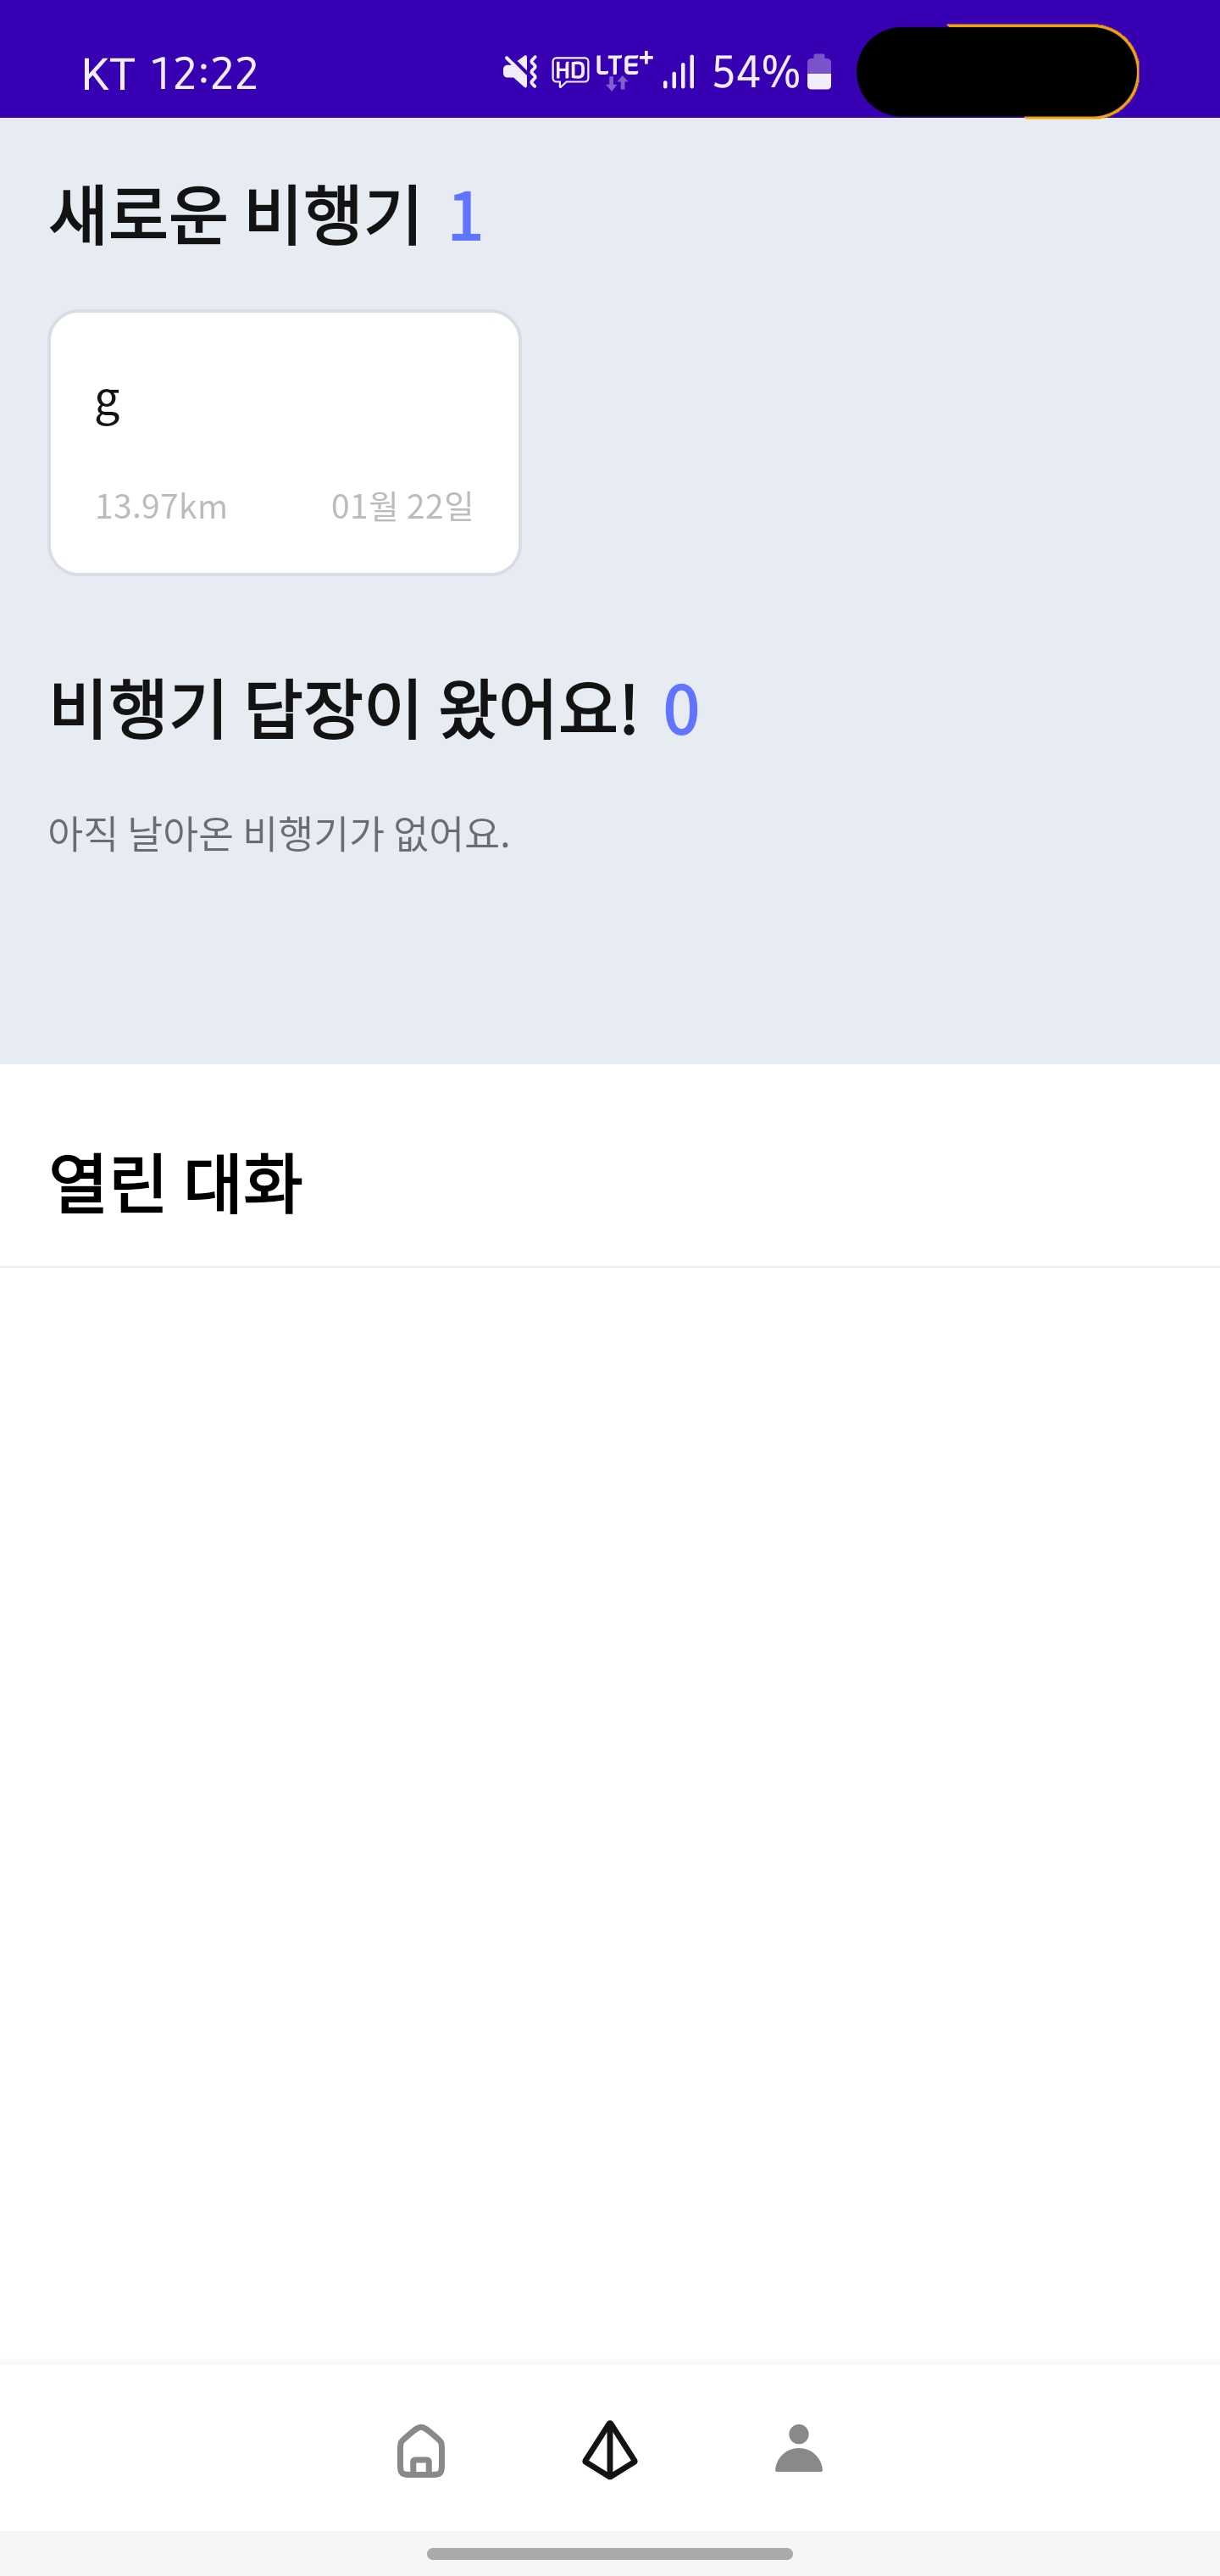 KT 12:22 HD LTE+ 54%
새로운 비행기 1
g
13.97km 01월 22일
비행기 답장이 왔어요! 0
아직 날아온 비행기가 없어요.
열린 대화